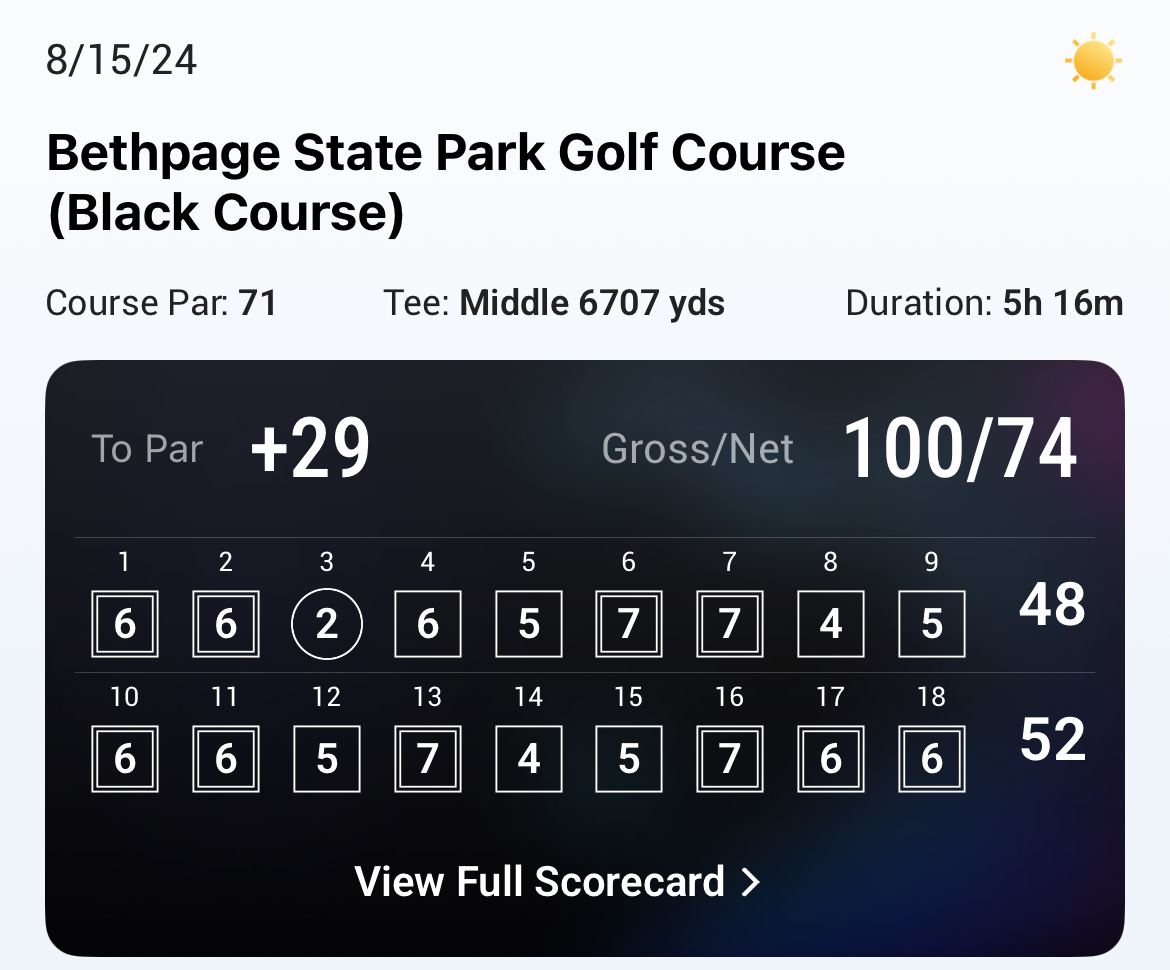 8/15/24
Bethpage State Park Golf Course
(Black Course)
Course Par: 71 Tee: Middle 6707 yds Duration: 5h 16m
To Par +29 Gross/Net 100/74
1 2 3 4 5 6 7 8 9
6 6 2 6 5 7 7 4 5 48
10 11 12 13 14 15 16 17 18
6 6 5 7 4 5 7 6 6 52
View Full Scorecard >